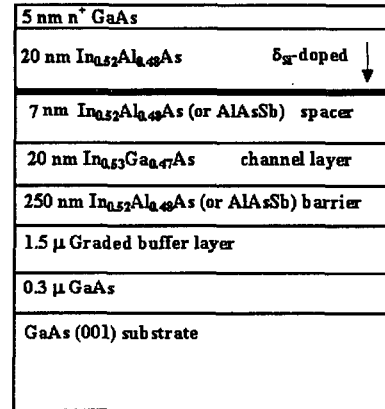 5 nm n⁺ GaAs
20 nm In₀.₅₂Al₀.₄₈As δSi-doped
7 nm In₀.₅₂Al₀.₄₈As (or AlAsSb) spacer
20 nm In₀.₅₃Ga₀.₄₇As channel layer
250 nm In₀.₅₂Al₀.₄₈As (or AlAsSb) barrier
1.5 μ Graded buffer layer
0.3 μ GaAs
GaAs (001) substrate